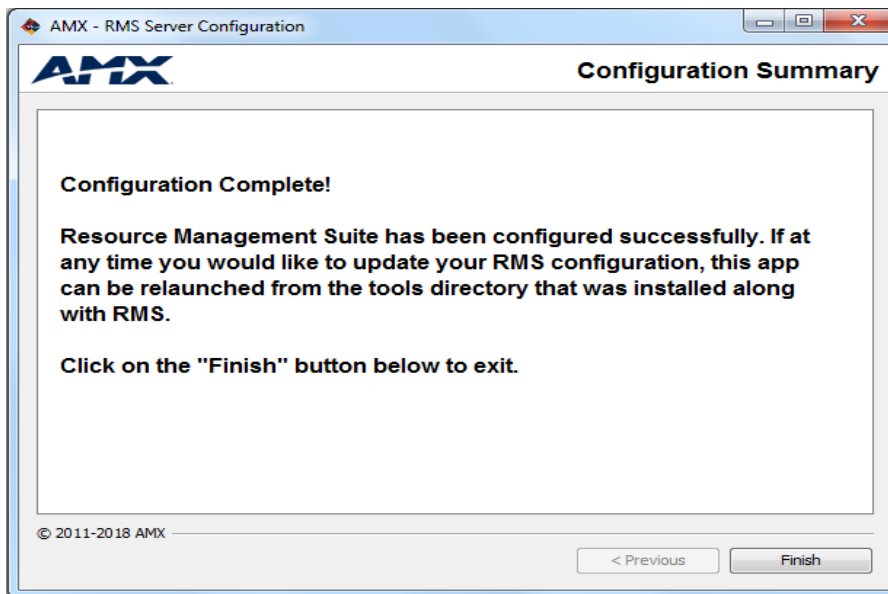 AMX - RMS Server Configuration
AMX
Configuration Summary
Configuration Complete!
Resource Management Suite has been configured successfully. If at
any time you would like to update your RMS configuration, this app
can be relaunched from the tools directory that was installed along
with RMS.
Click on the "Finish" button below to exit.
© 2011-2018 AMX
< Previous
Finish